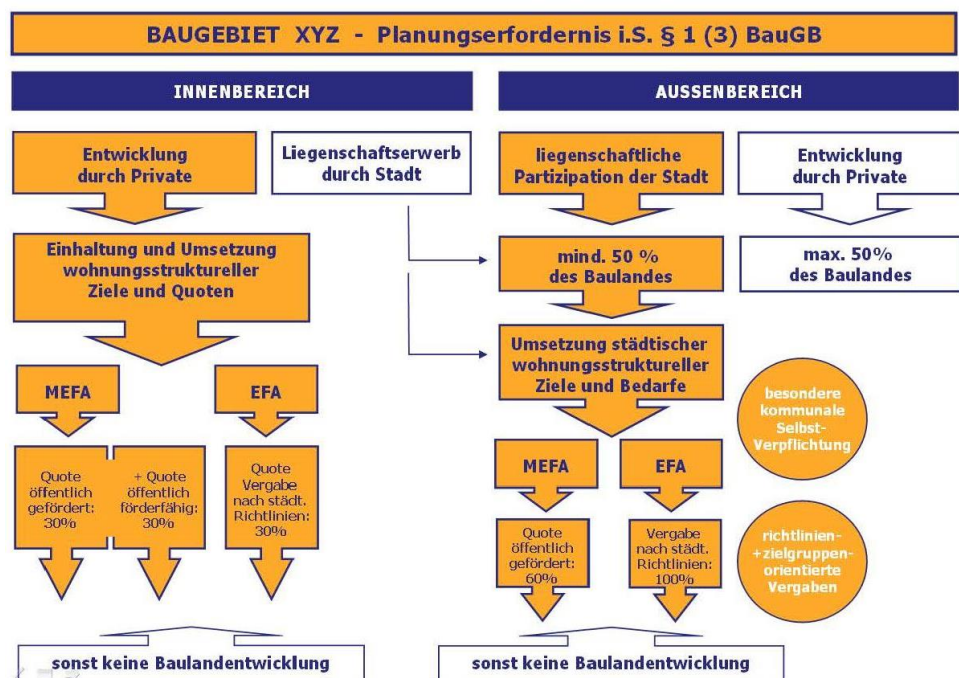 BAUGEBIET XYZ - Planungserfordernis i.S. § 1 (3) BauGB
INNENBEREICH
Entwicklung
durch Private
Liegenschaftserwerb
durch Stadt
Einhaltung und Umsetzung
wohnungsstruktureller
Ziele und Quoten
MEFA
EFA
Quote
öffentlich
gefördert:
30%
+ Quote
öffentlich
förderfähig:
30%
Quote
Vergabe
nach städt.
Richtlinien:
30%
sonst keine Baulandentwicklung
AUSSENBEREICH
liegenschaftliche
Partizipation der Stadt
Entwicklung
durch Private
mind. 50 %
des Baulandes
max. 50%
des Baulandes
Umsetzung städtischer
wohnungsstruktureller
Ziele und Bedarfe
besondere
kommunale
Selbst-
Verpflichtung
MEFA
EFA
Quote
öffentlich
gefördert:
60%
Vergabe
nach städt.
Richtlinien:
100%
richtlinien-
+zielgruppen-
orientierte
Vergaben
sonst keine Baulandentwicklung